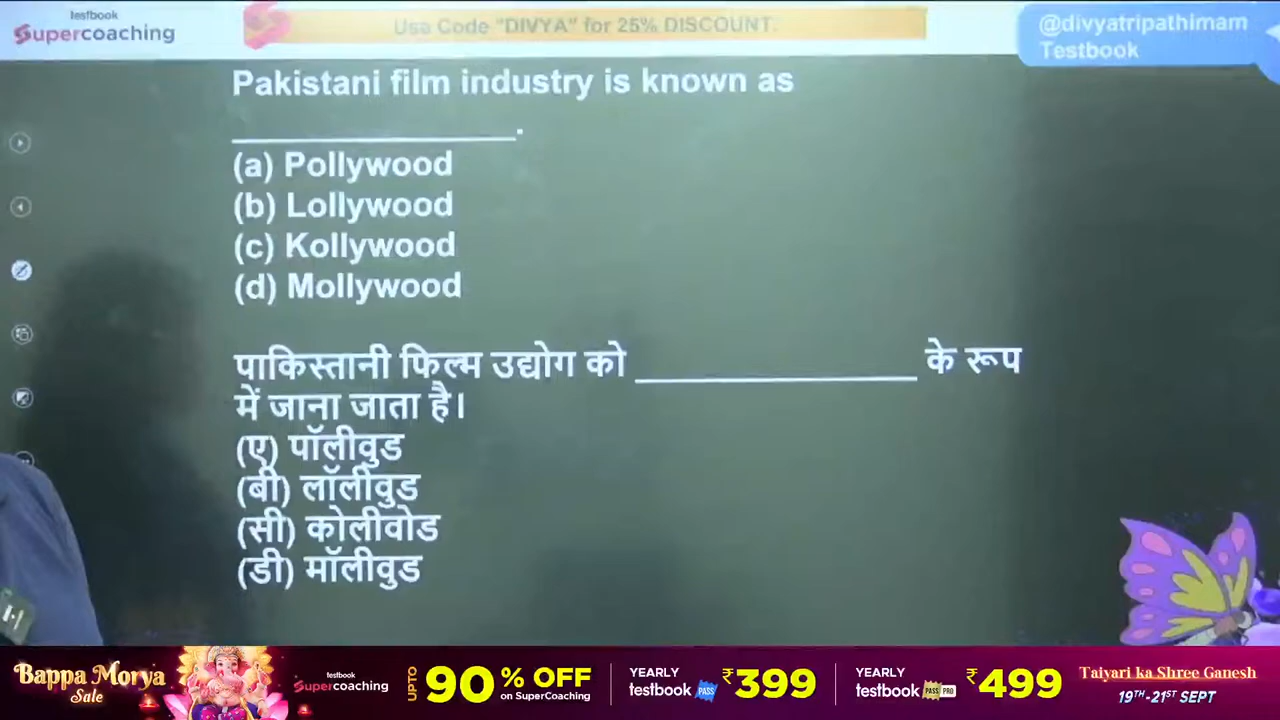 testbook
Supercoaching
Use Code "DIVYA" for 25% DISCOUNT.
@divyatripathimam
Testbook
Pakistani film industry is known as
_______________.
(a) Pollywood
(b) Lollywood
(c) Kollywood
(d) Mollywood
पाकिस्तानी फिल्म उद्योग को _______________ के रूप
में जाना जाता है।
(ए) पॉलीवुड
(बी) लॉलीवुड
(सी) कोलीवोड
(डी) मॉलीवुड
Bappa Morya
Sale
testbook
Supercoaching
UPTO 90% OFF
on SuperCoaching
YEARLY
testbook PASS
₹399
YEARLY
testbook PASS PRO
₹499
Taiyari ka Shree Ganesh
19TH-21ST SEPT